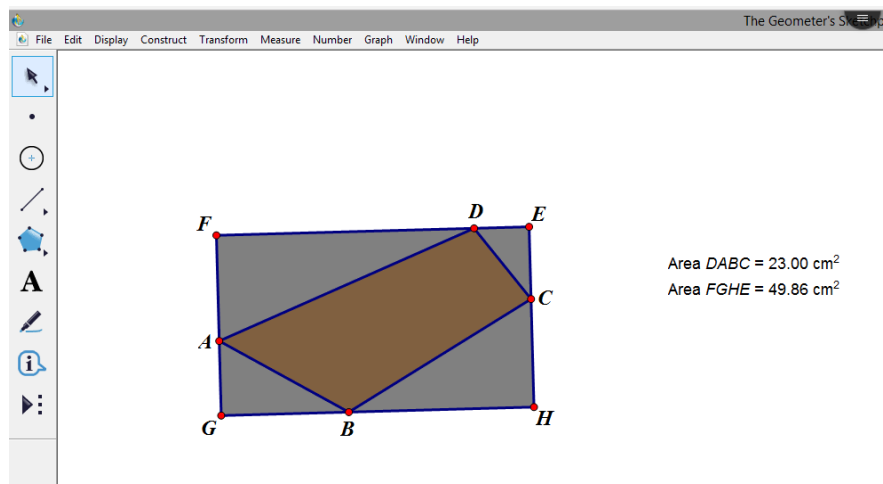 The Geometer's Sketchp
File Edit Display Construct Transform Measure Number Graph Window Help
A
D
E
F
Area DABC = 23.00 cm²
C
Area FGHE = 49.86 cm²
A
G
B
H